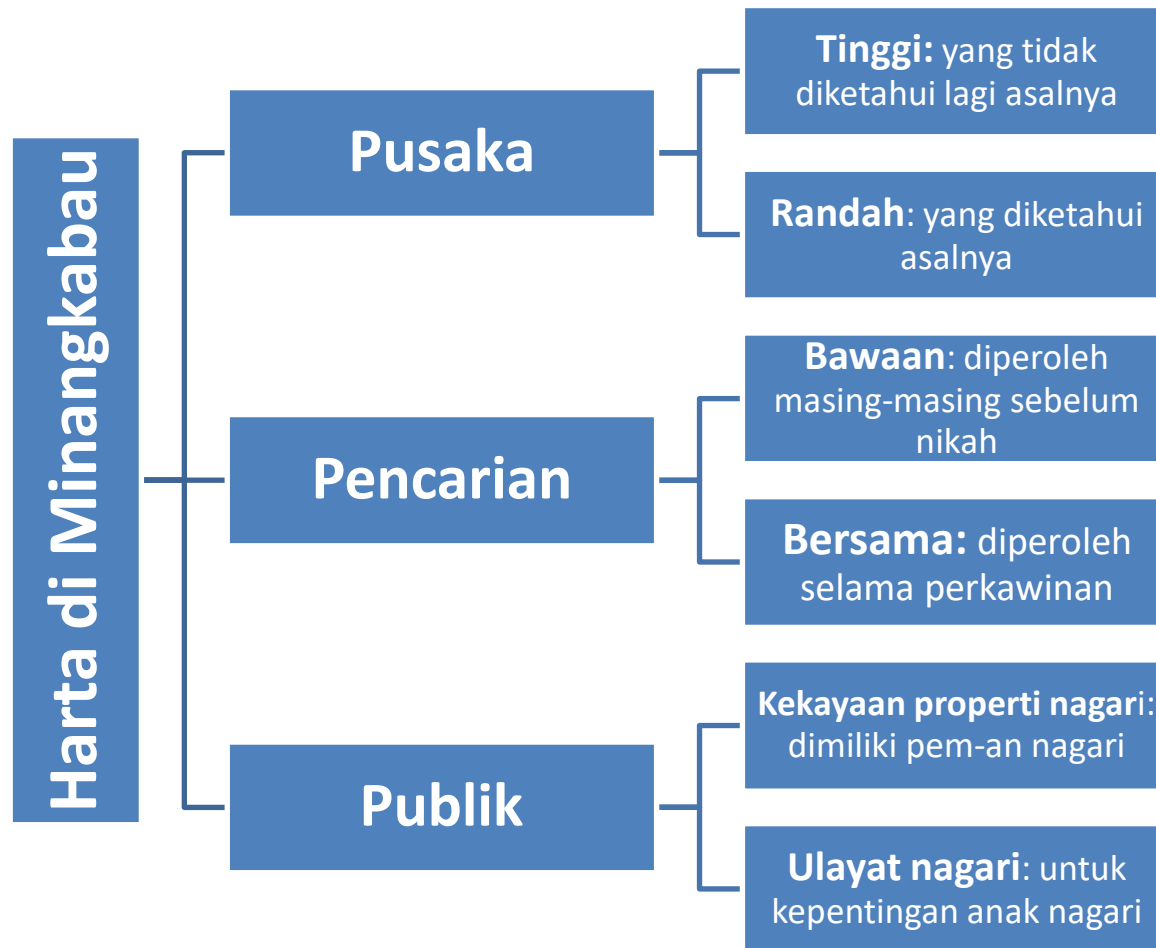 Harta di Minangkabau
Pusaka
Tinggi: yang tidak
diketahui lagi asalnya
Randah: yang diketahui
asalnya
Pencarian
Bawaan: diperoleh
masing-masing sebelum
nikah
Bersama: diperoleh
selama perkawinan
Publik
Kekayaan properti nagari:
dimiliki pem-an nagari
Ulayat nagari: untuk
kepentingan anak nagari